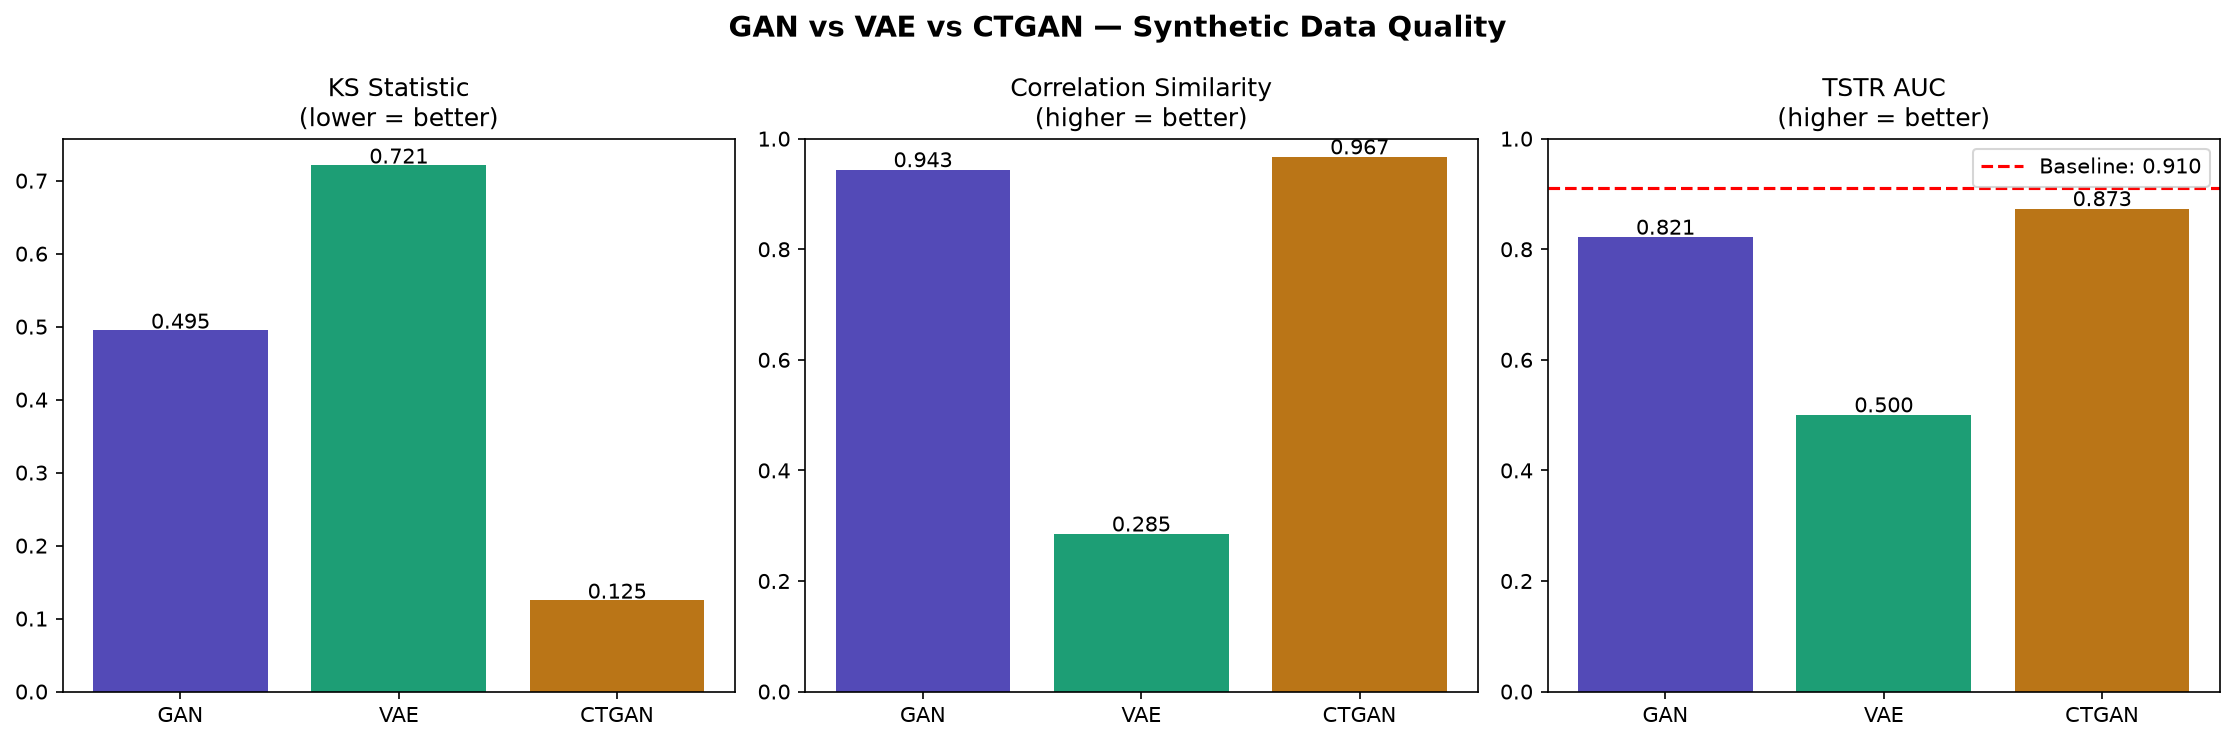 GAN vs VAE vs CTGAN — Synthetic Data Quality
KS Statistic
(lower = better)
0.7
0.6
0.5
0.4
0.3
0.2
0.1
0.0
0.495
0.721
0.125
GAN
VAE
CTGAN
Correlation Similarity
(higher = better)
1.0
0.8
0.6
0.4
0.2
0.0
0.943
0.285
0.967
GAN
VAE
CTGAN
TSTR AUC
(higher = better)
1.0
0.8
0.6
0.4
0.2
0.0
Baseline: 0.910
0.821
0.500
0.873
GAN
VAE
CTGAN